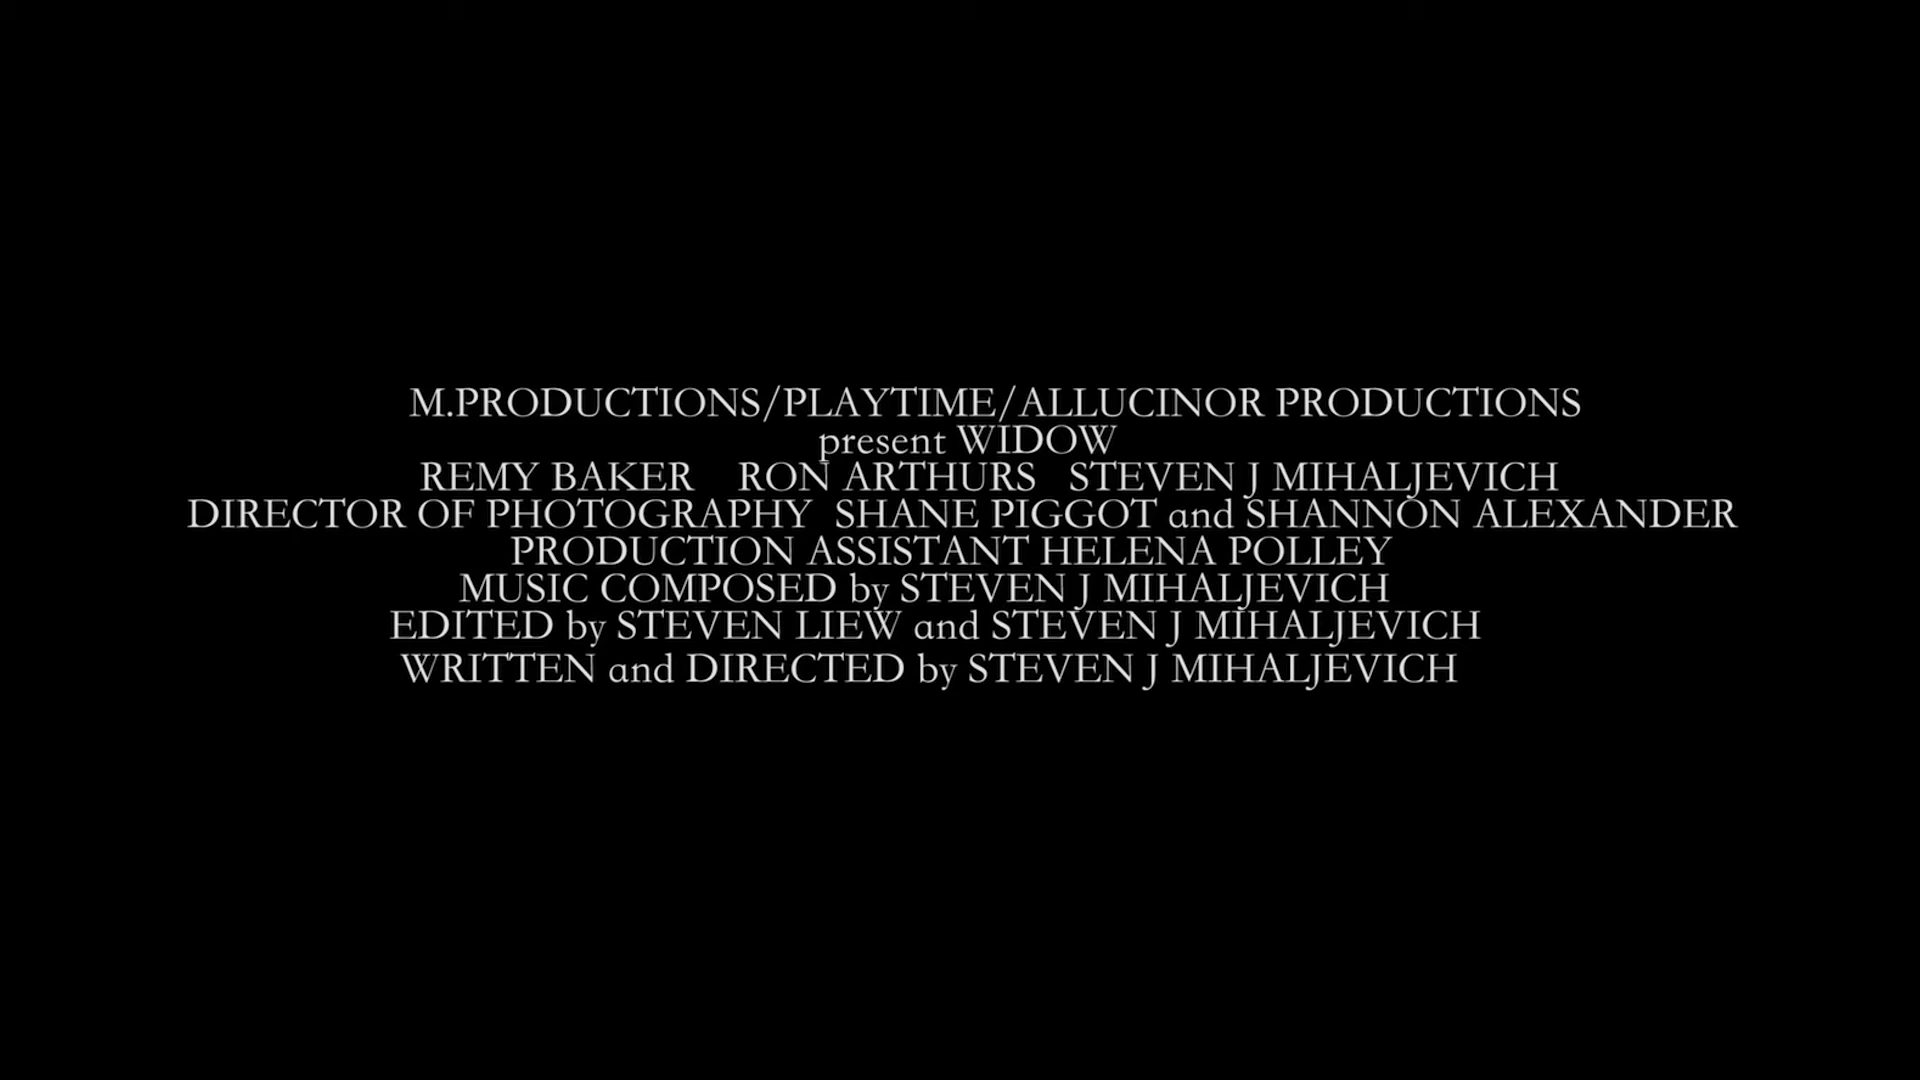 M.PRODUCTIONS/PLAYTIME/ALLUCINOR PRODUCTIONS
present WIDOW
REMY BAKER RON ARTHURS STEVEN J MIHALJEVICH
DIRECTOR OF PHOTOGRAPHY SHANE PIGGOT and SHANNON ALEXANDER
PRODUCTION ASSISTANT HELENA POLLEY
MUSIC COMPOSED by STEVEN J MIHALJEVICH
EDITED by STEVEN LIEW and STEVEN J MIHALJEVICH
WRITTEN and DIRECTED by STEVEN J MIHALJEVICH